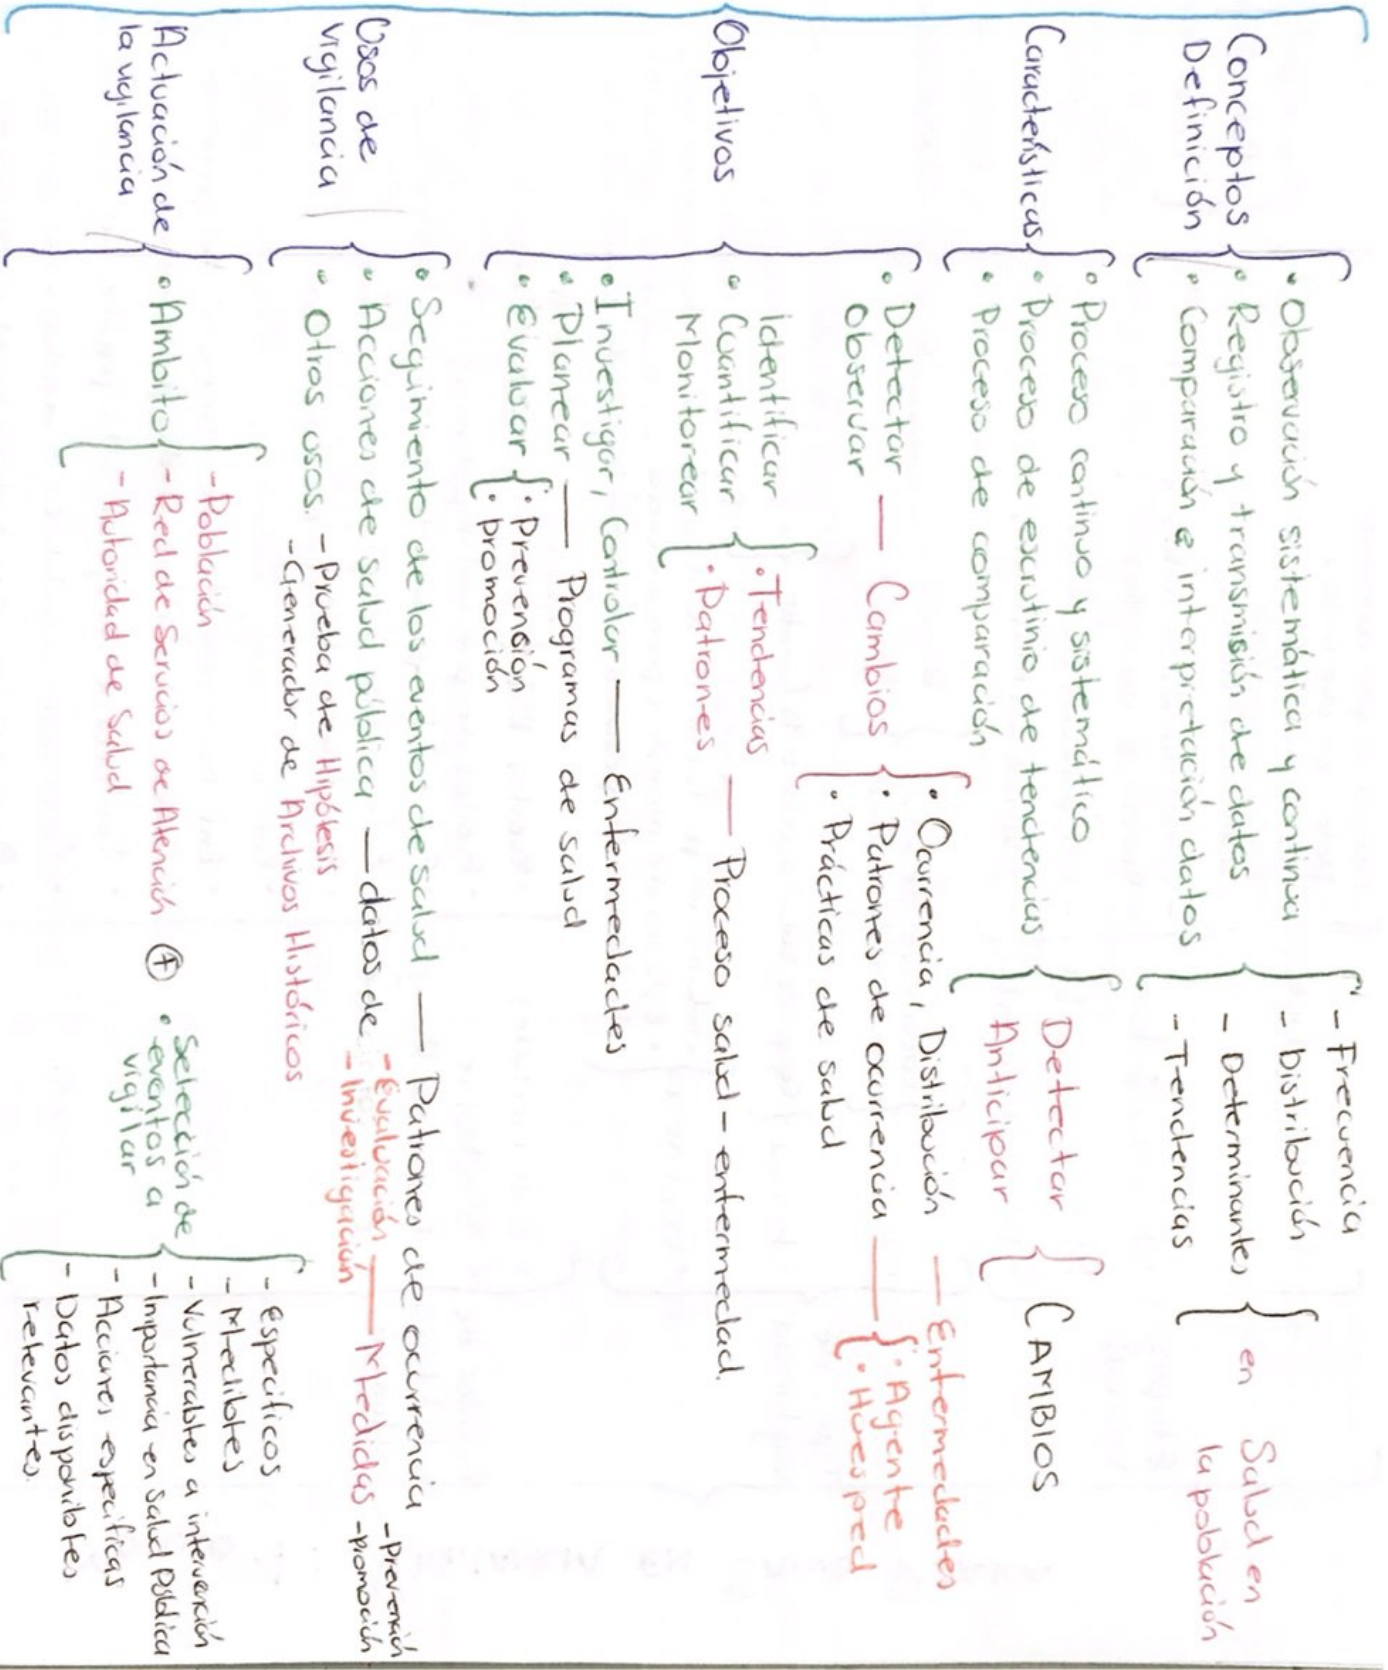 Conceptos
Definición
• Observación sistemática y continua
• Registro y transmisión de datos
• Comparación e interpretación datos
- Frecuencia
- Distribución
- Determinantes
- Tendencias
en Salud en
la población
Características
• Proceso continuo y sistemático
• Proceso de escrutinio de tendencias
• Proceso de comparación
Detectar
Anticipar
CAMBIOS
Objetivos
• Detectar
Observar
— Cambios
• Ocurrencia, Distribución — Enfermedades
• Patrones de ocurrencia —
• Agente
• Huesped
• Prácticas de salud
Identificar
• Cuantificar
Monitorear
• Tendencias
• Patrones — Proceso salud - enfermedad.
• Investigar, Controlar — Enfermedades
• Planear — Programas de salud
• Evaluar
• Prevensión
• promoción
Usos de
vigilancia
• Seguimiento de los eventos de salud — Patrones de ocurrencia
• Acciones de salud pública — datos de
- Evaluación
- Investigación
— Medidas
- Prevención
- promoción
• Otros usos. - Prueba de Hipótesis
- Generador de Archivos Históricos
Actuación de
la vigilancia
• Ambito
- Población
- Red de Servicios de Atención
- Autoridad de Salud
+
• Selección de
eventos a
vigilar
- Especificos
- Medibles
- Vulnerables a intervención
- Importancia en salud pública
- Acciones especificas
- Datos disponibles
relevantes.